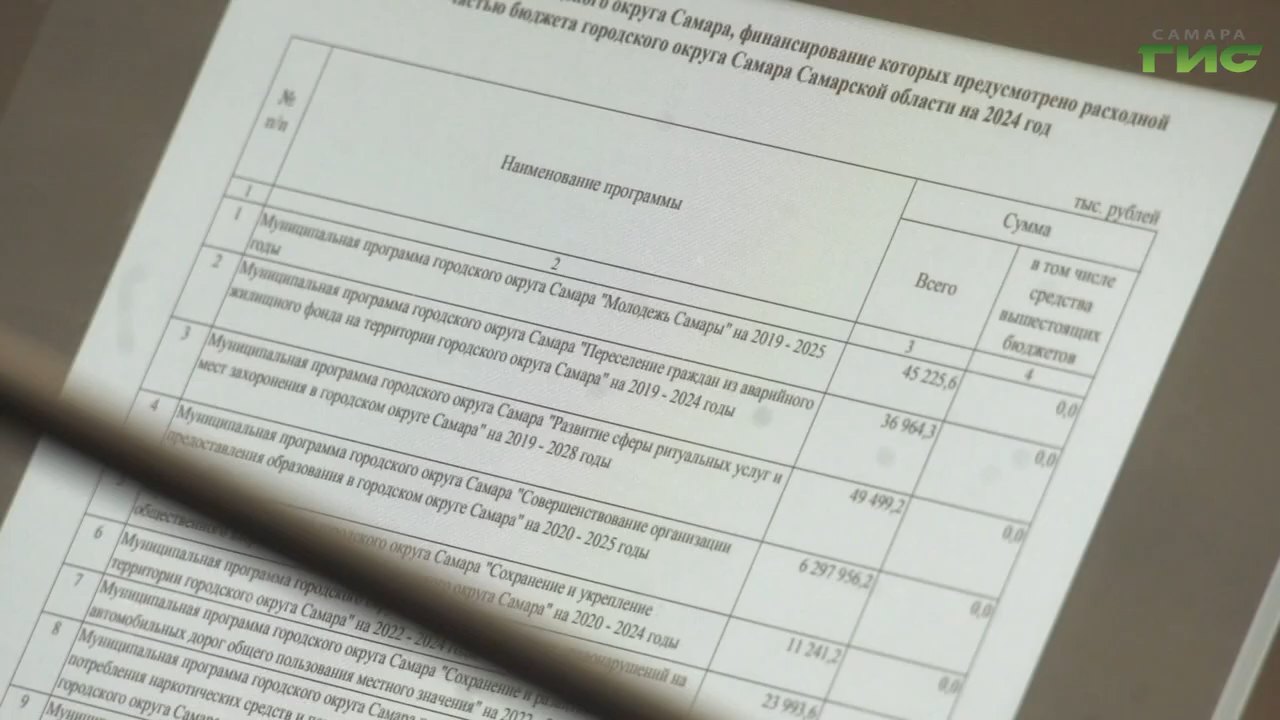 САМАРА
ГИС
округа Самара, финансирование которых предусмотрено расходной
бюджета городского округа Самара Самарской области на 2024 год
тыс. рублей
№
п/п
Наименование программы
Сумма
Всего
в том числе
средства
вышестоящих
бюджетов
1
2
3
4
1
Муниципальная программа городского округа Самара "Молодежь Самары" на 2019 - 2025
годы
45 225,6
0,0
2
Муниципальная программа городского округа Самара "Переселение граждан из аварийного
жилищного фонда на территории городского округа Самара" на 2019 - 2024 годы
36 964,3
0,0
3
Муниципальная программа городского округа Самара "Развитие сферы ритуальных услуг и
мест захоронения в городском округе Самара" на 2019 - 2028 годы
49 499,2
0,0
4
Муниципальная программа городского округа Самара "Совершенствование организации
предоставления образования в городском округе Самара" на 2020 - 2025 годы
6 297 956,2
0,0
городского округа Самара "Сохранение и укрепление
общественного
округа Самара" на 2020 - 2024 годы
11 241,2
0,0
6
Муниципальная программа городского
правонарушений на
территории городского округа Самара" на 2022 - 2024
23 993,6
7
Муниципальная программа городского округа Самара "Сохранение и
автомобильных дорог общего пользования местного значения" на
8
Муниципальная программа городского округа Самара
потребления наркотических средств и
городского округа
9